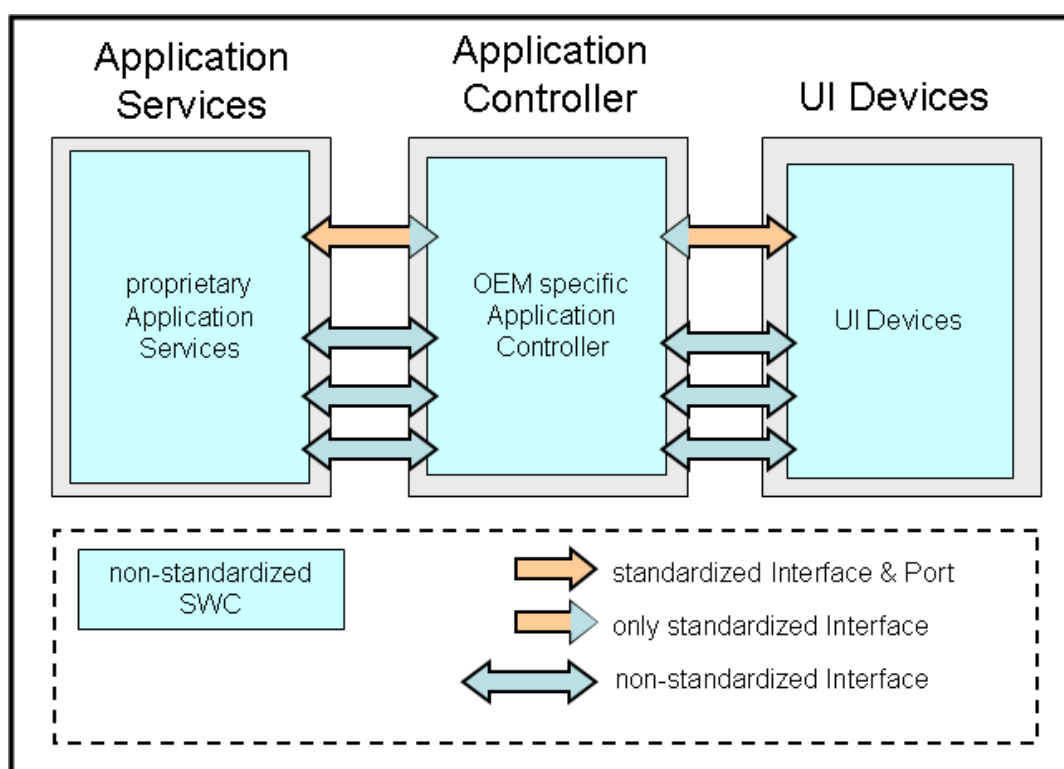 Application
Services
Application
Controller
UI Devices
proprietary
Application
Services
OEM specific
Application
Controller
UI Devices
non-standardized
SWC
standardized Interface & Port
only standardized Interface
non-standardized Interface